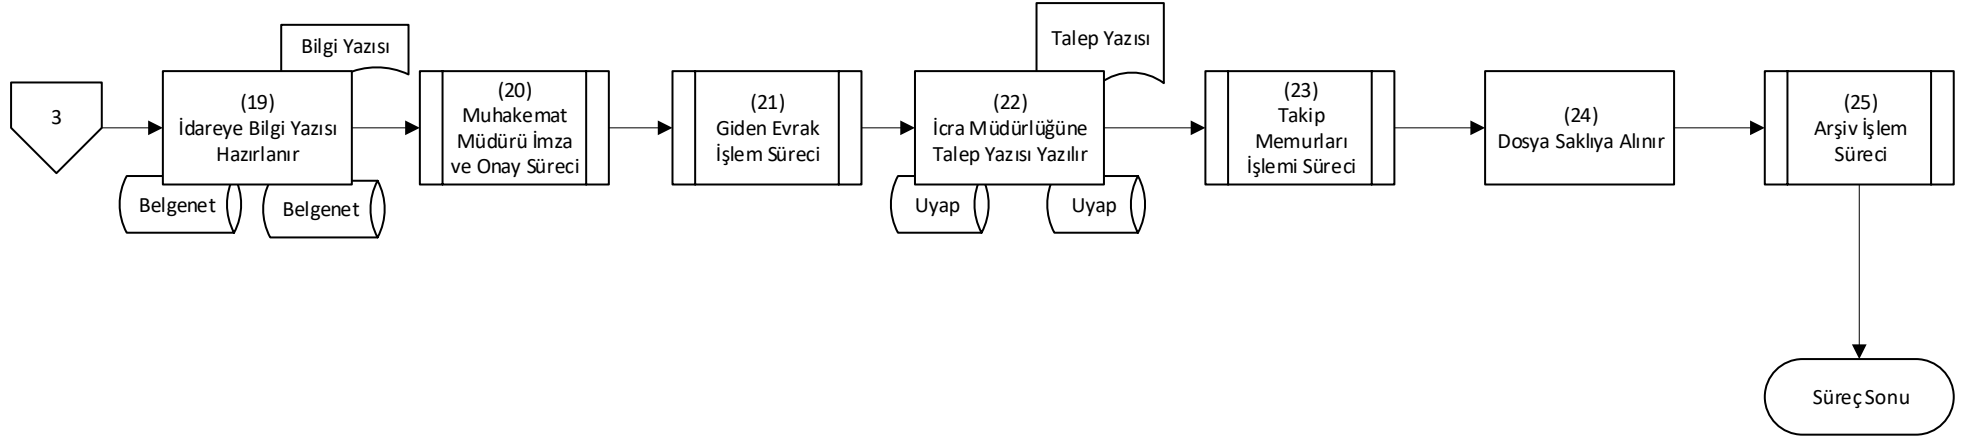 3
Bilgi Yazısı
(19)
İdareye Bilgi Yazısı
Hazırlanır
Belgenet
Belgenet
(20)
Muhakemat
Müdürü İmza
ve Onay Süreci
(21)
Giden Evrak
İşlem Süreci
Talep Yazısı
(22)
İcra Müdürlüğüne
Talep Yazısı Yazılır
Uyap
Uyap
(23)
Takip
Memurları
İşlemi Süreci
(24)
Dosya Saklıya Alınır
(25)
Arşiv İşlem
Süreci
Süreç Sonu